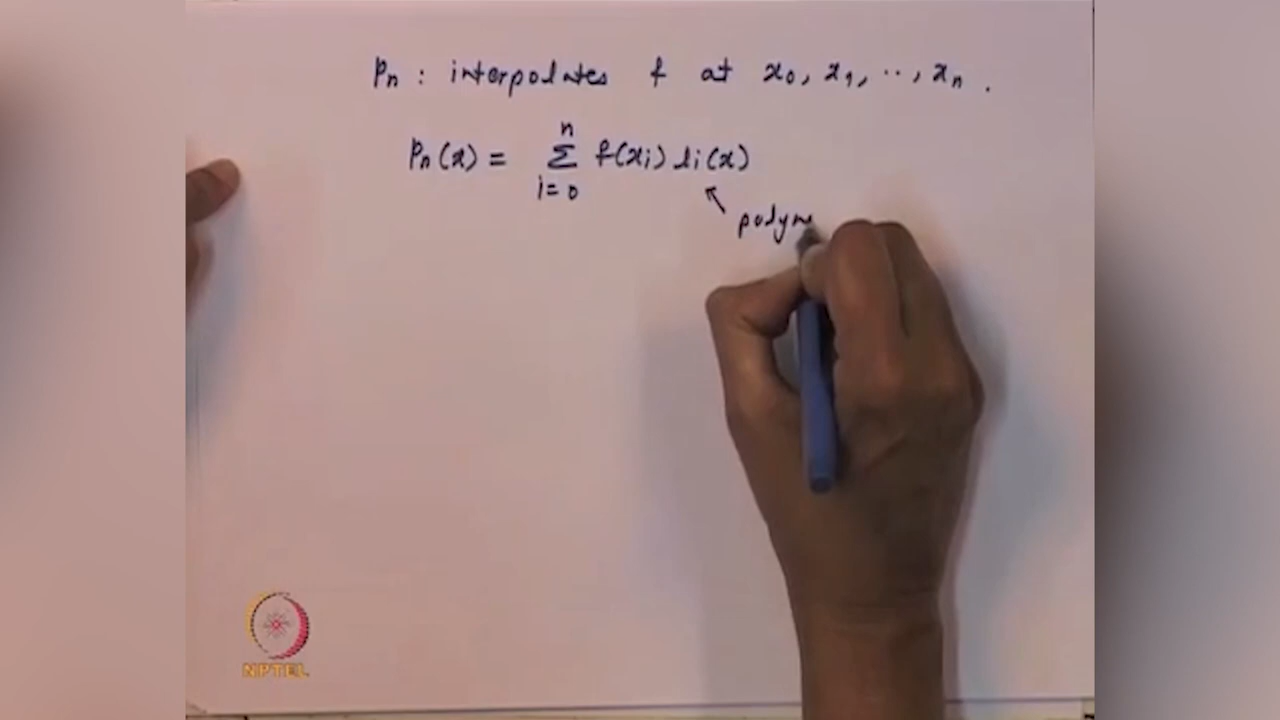 Pn : interpolates f at x0, x1, .., xn .
Pn(x) = n Σ i=0 f(xi) li(x)
polyn
NPTEL